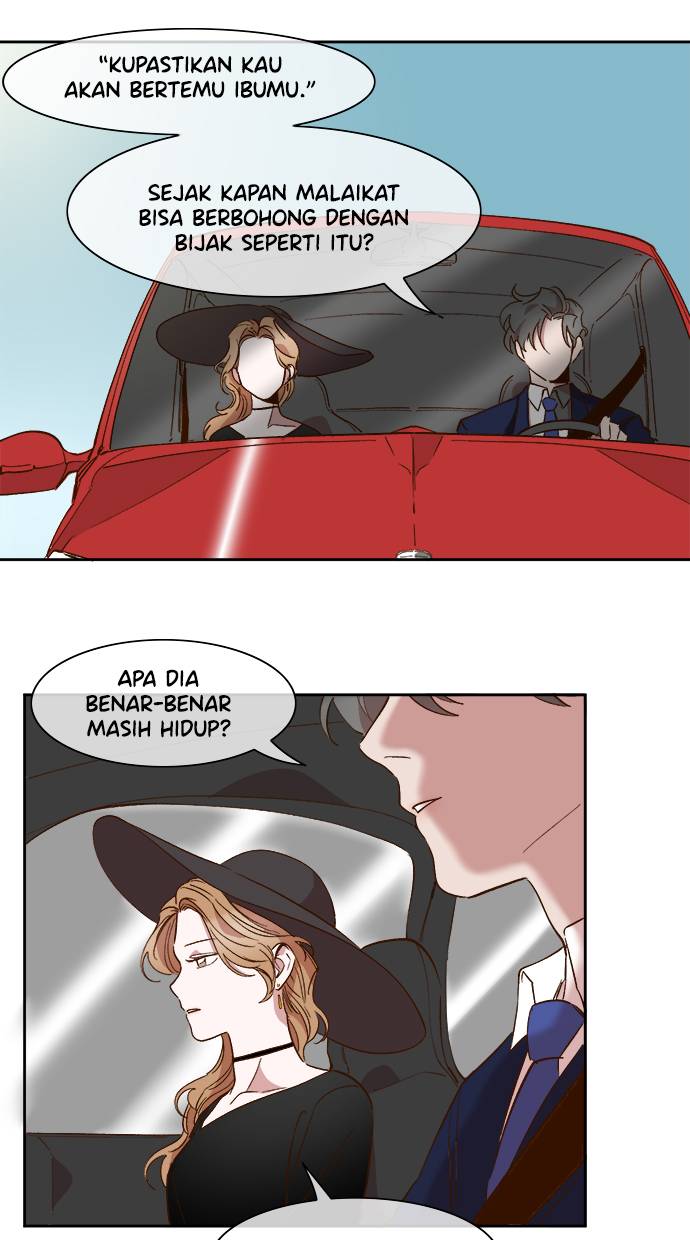 “KUPASTIKAN KAU
AKAN BERTEMU IBUMU.”
SEJAK KAPAN MALAIKAT
BISA BERBOHONG DENGAN
BIJAK SEPERTI ITU?
APA DIA
BENAR-BENAR
MASIH HIDUP?